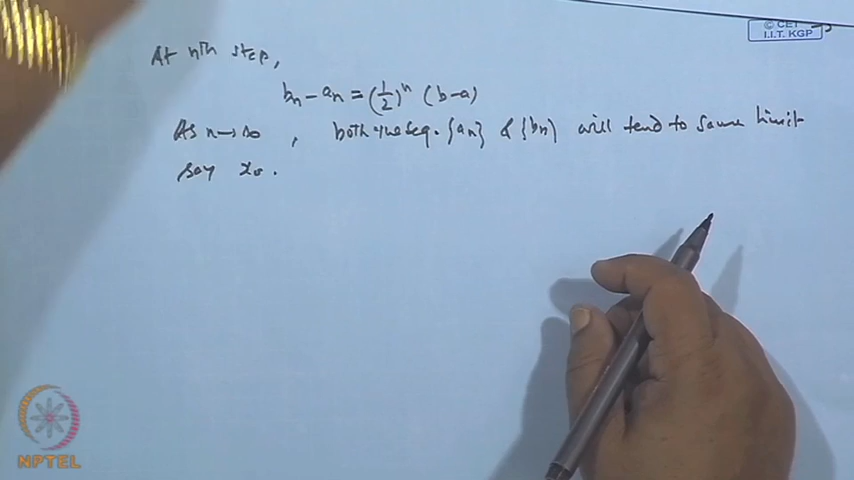 © CET
I.I.T. KGP
At nth step,
bn - an = (1/2)^n (b-a)
As n→∞, both the seq. {an} & {bn} will tend to same limit
say x0.
NPTEL